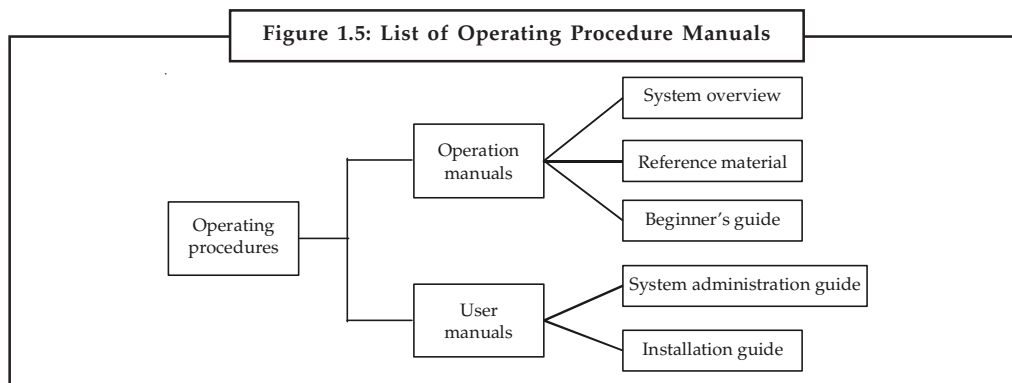 Figure 1.5: List of Operating Procedure Manuals
System overview
Operation
manuals
Reference material
Beginner's guide
Operating
procedures
System administration guide
User
manuals
Installation guide